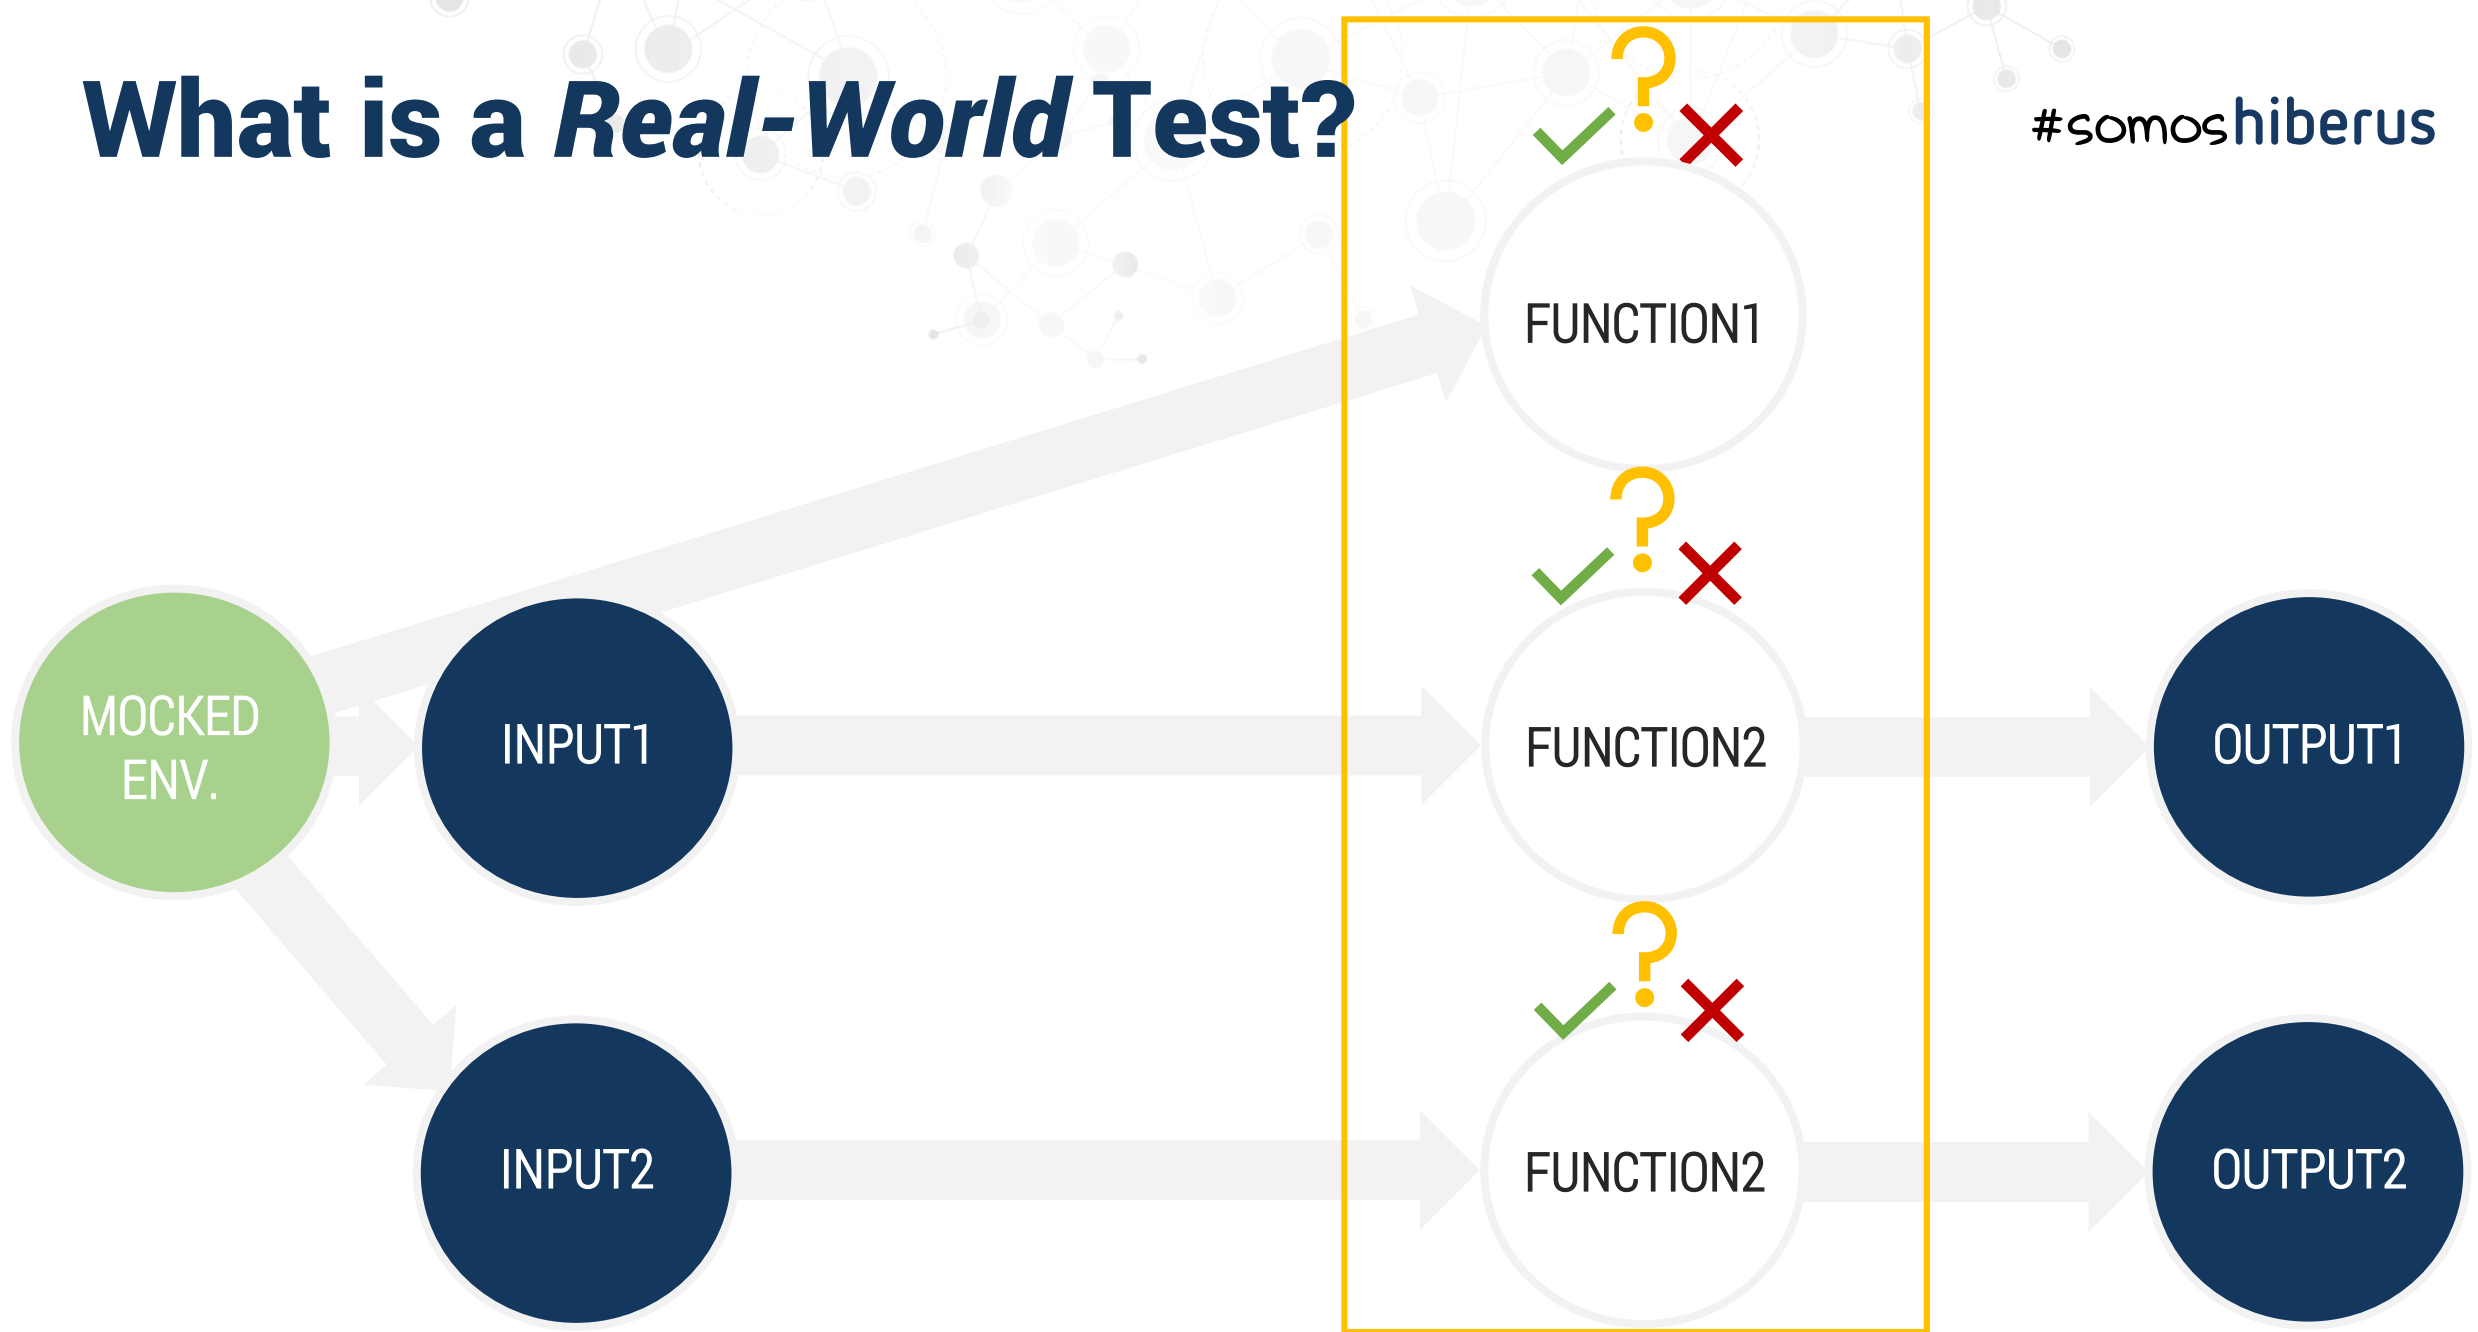 What is a Real-World Test?
#somoshiberus
FUNCTION1
MOCKED
ENV.
INPUT1
FUNCTION2
OUTPUT1
INPUT2
FUNCTION2
OUTPUT2